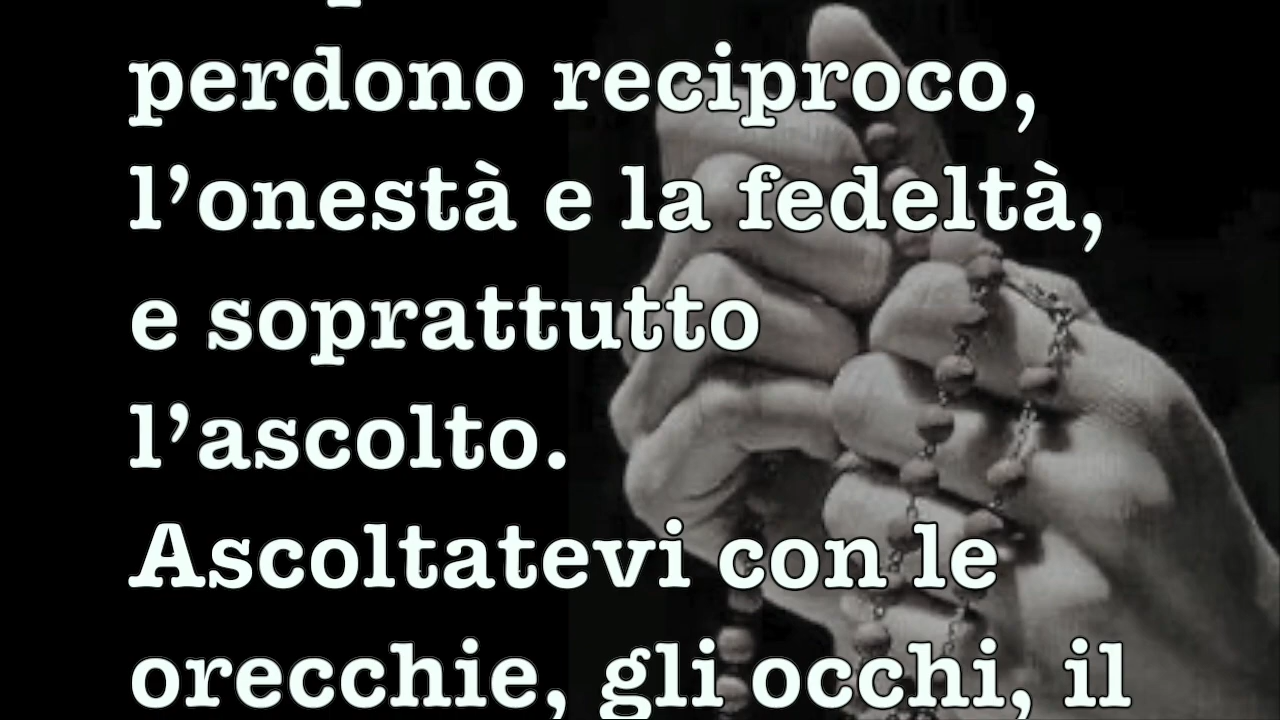 perdono reciproco,
l’onestà e la fedeltà,
e soprattutto
l’ascolto.
Ascoltatevi con le
orecchie, gli occhi, il